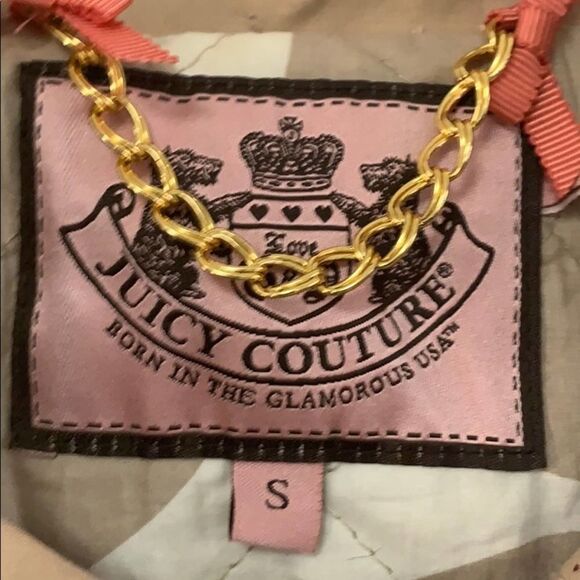 Love
JUICY COUTURE®
BORN IN THE GLAMOROUS USA™
S